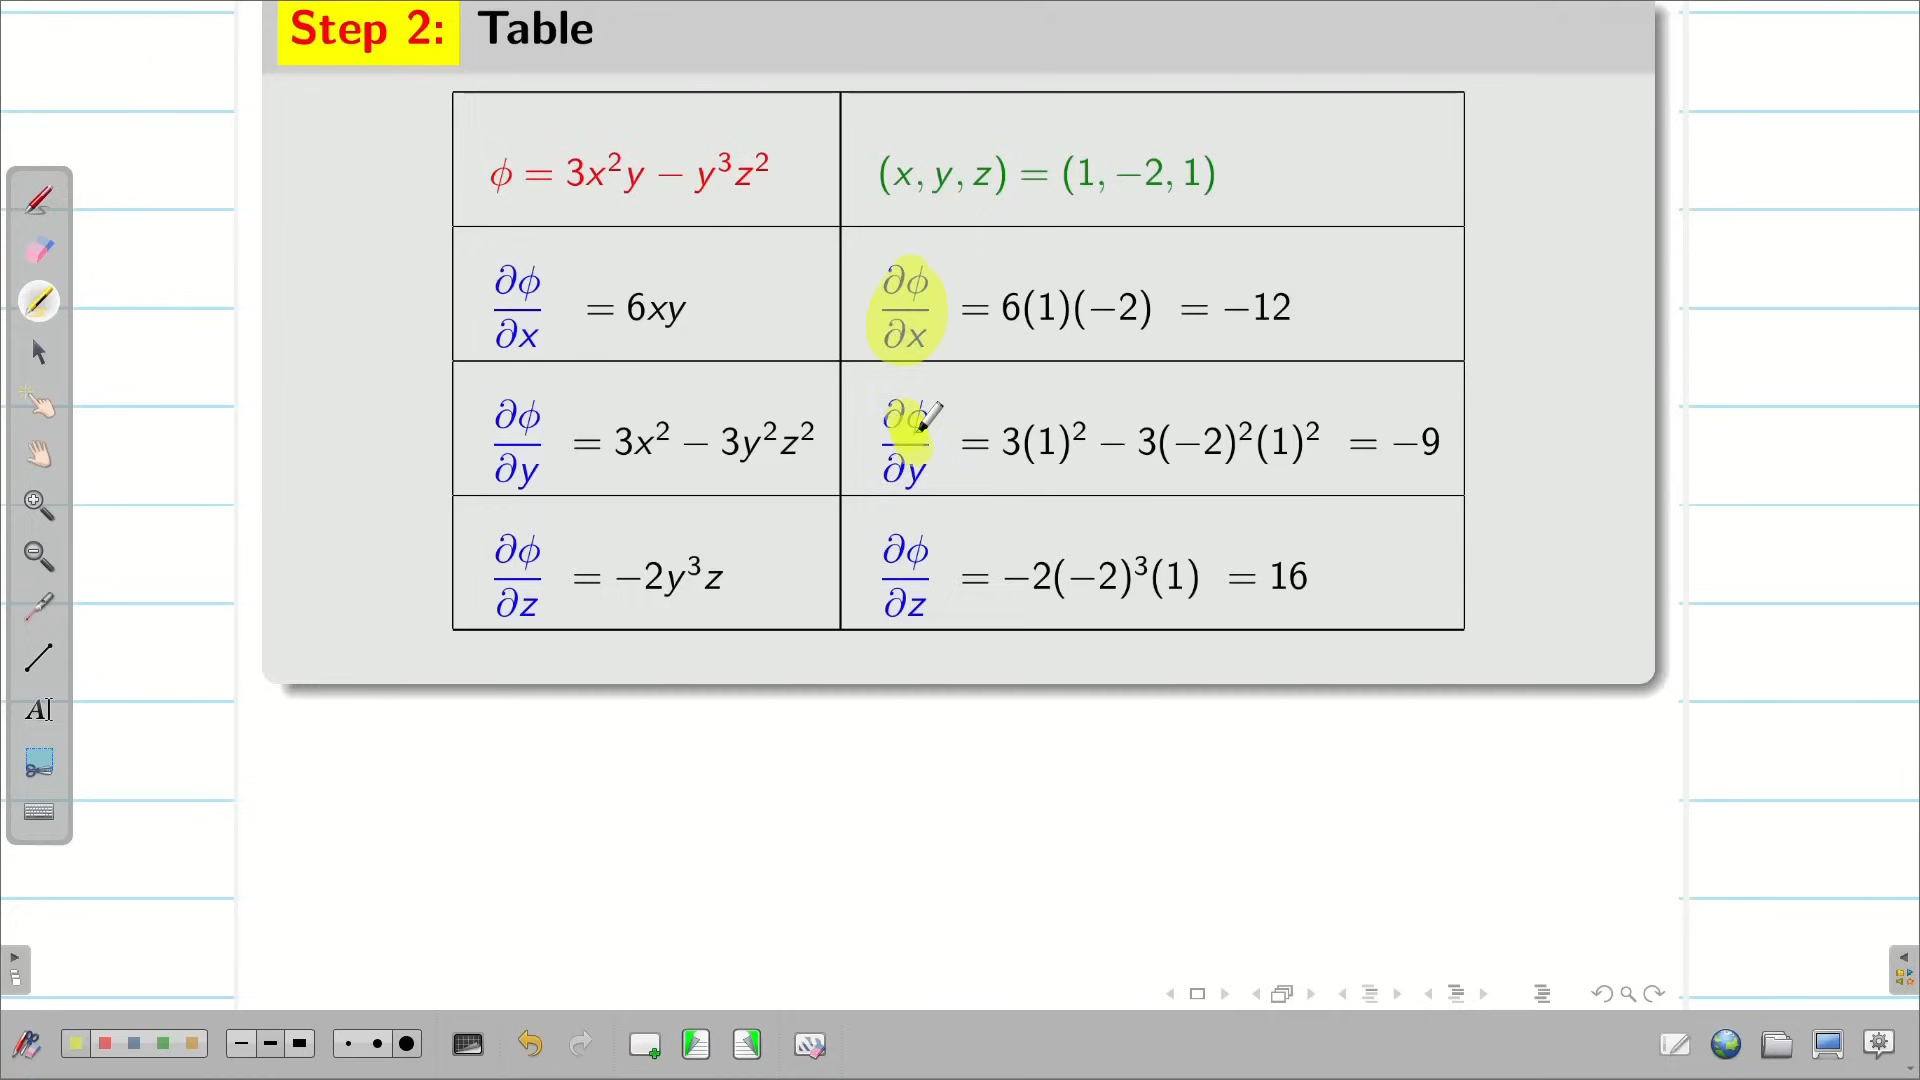 Step 2: Table
ϕ = 3x²y − y³z² (x, y, z) = (1, −2, 1)
∂ϕ/∂x = 6xy ∂ϕ/∂x = 6(1)(−2) = −12
∂ϕ/∂y = 3x² − 3y²z² ∂ϕ/∂y = 3(1)² − 3(−2)²(1)² = −9
∂ϕ/∂z = −2y³z ∂ϕ/∂z = −2(−2)³(1) = 16